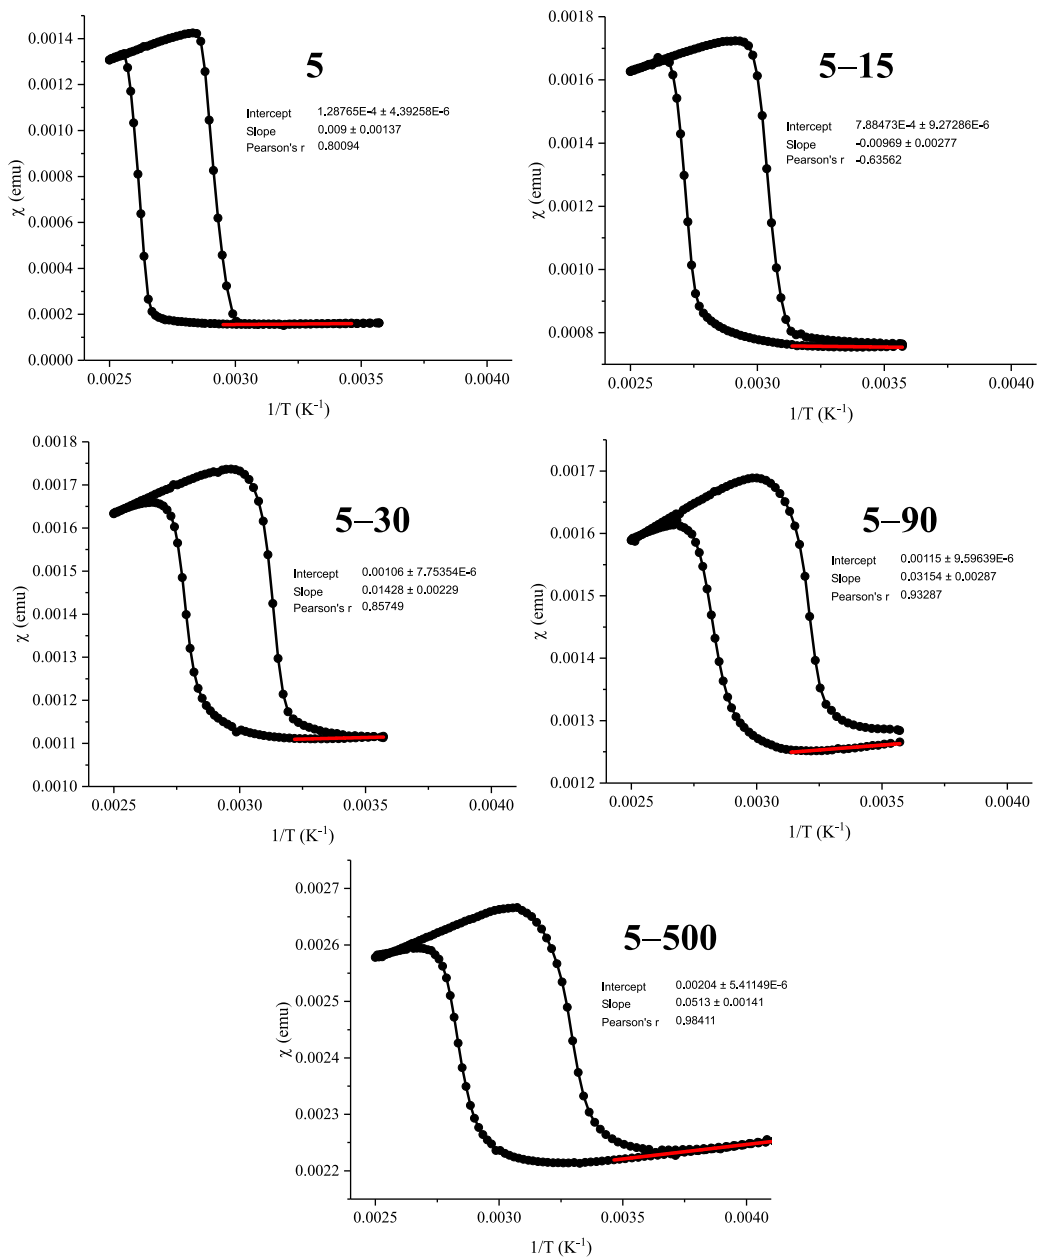 5
Intercept 1.28765E-4 ± 4.39258E-6
Slope 0.009 ± 0.00137
Pearson's r 0.80094
χ (emu)
0.0014
0.0012
0.0010
0.0008
0.0006
0.0004
0.0002
0.0000
0.0025 0.0030 0.0035 0.0040
1/T (K⁻¹)
5–15
Intercept 7.88473E-4 ± 9.27286E-6
Slope -0.00969 ± 0.00277
Pearson's r -0.63562
χ (emu)
0.0018
0.0016
0.0014
0.0012
0.0010
0.0008
0.0025 0.0030 0.0035 0.0040
1/T (K⁻¹)
5–30
Intercept 0.00106 ± 7.75354E-6
Slope 0.01428 ± 0.00229
Pearson's r 0.85749
χ (emu)
0.0018
0.0017
0.0016
0.0015
0.0014
0.0013
0.0012
0.0011
0.0010
0.0025 0.0030 0.0035 0.0040
1/T (K⁻¹)
5–90
Intercept 0.00115 ± 9.59639E-6
Slope 0.03154 ± 0.00287
Pearson's r 0.93287
χ (emu)
0.0017
0.0016
0.0015
0.0014
0.0013
0.0012
0.0025 0.0030 0.0035 0.0040
1/T (K⁻¹)
5–500
Intercept 0.00204 ± 5.41149E-6
Slope 0.0513 ± 0.00141
Pearson's r 0.98411
χ (emu)
0.0027
0.0026
0.0025
0.0024
0.0023
0.0022
0.0025 0.0030 0.0035 0.0040
1/T (K⁻¹)